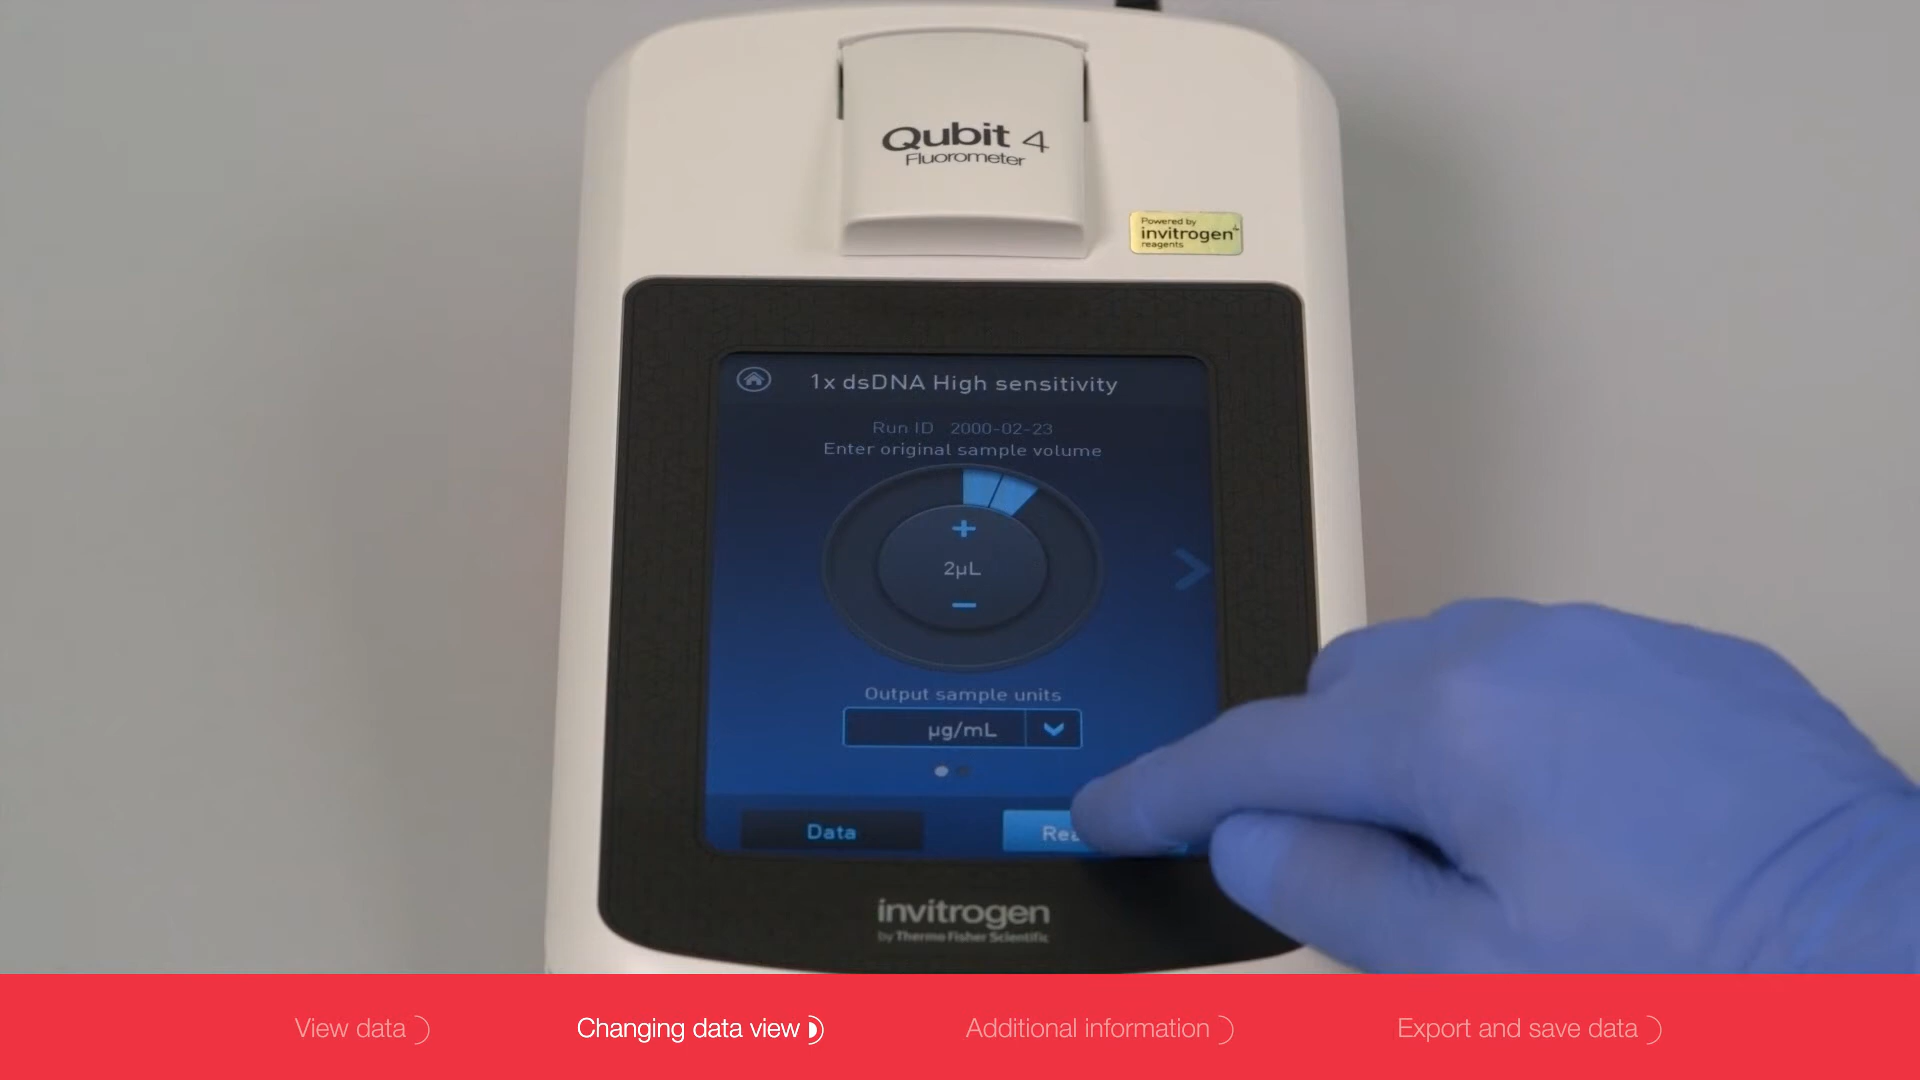 Qubit 4
Fluorometer
Powered by
invitrogen
reagents
1x dsDNA High sensitivity
Run ID 2000-02-23
Enter original sample volume
+
2µL
−
Output sample units
µg/mL
Data
invitrogen
by Thermo Fisher Scientific
View data
Changing data view
Additional information
Export and save data